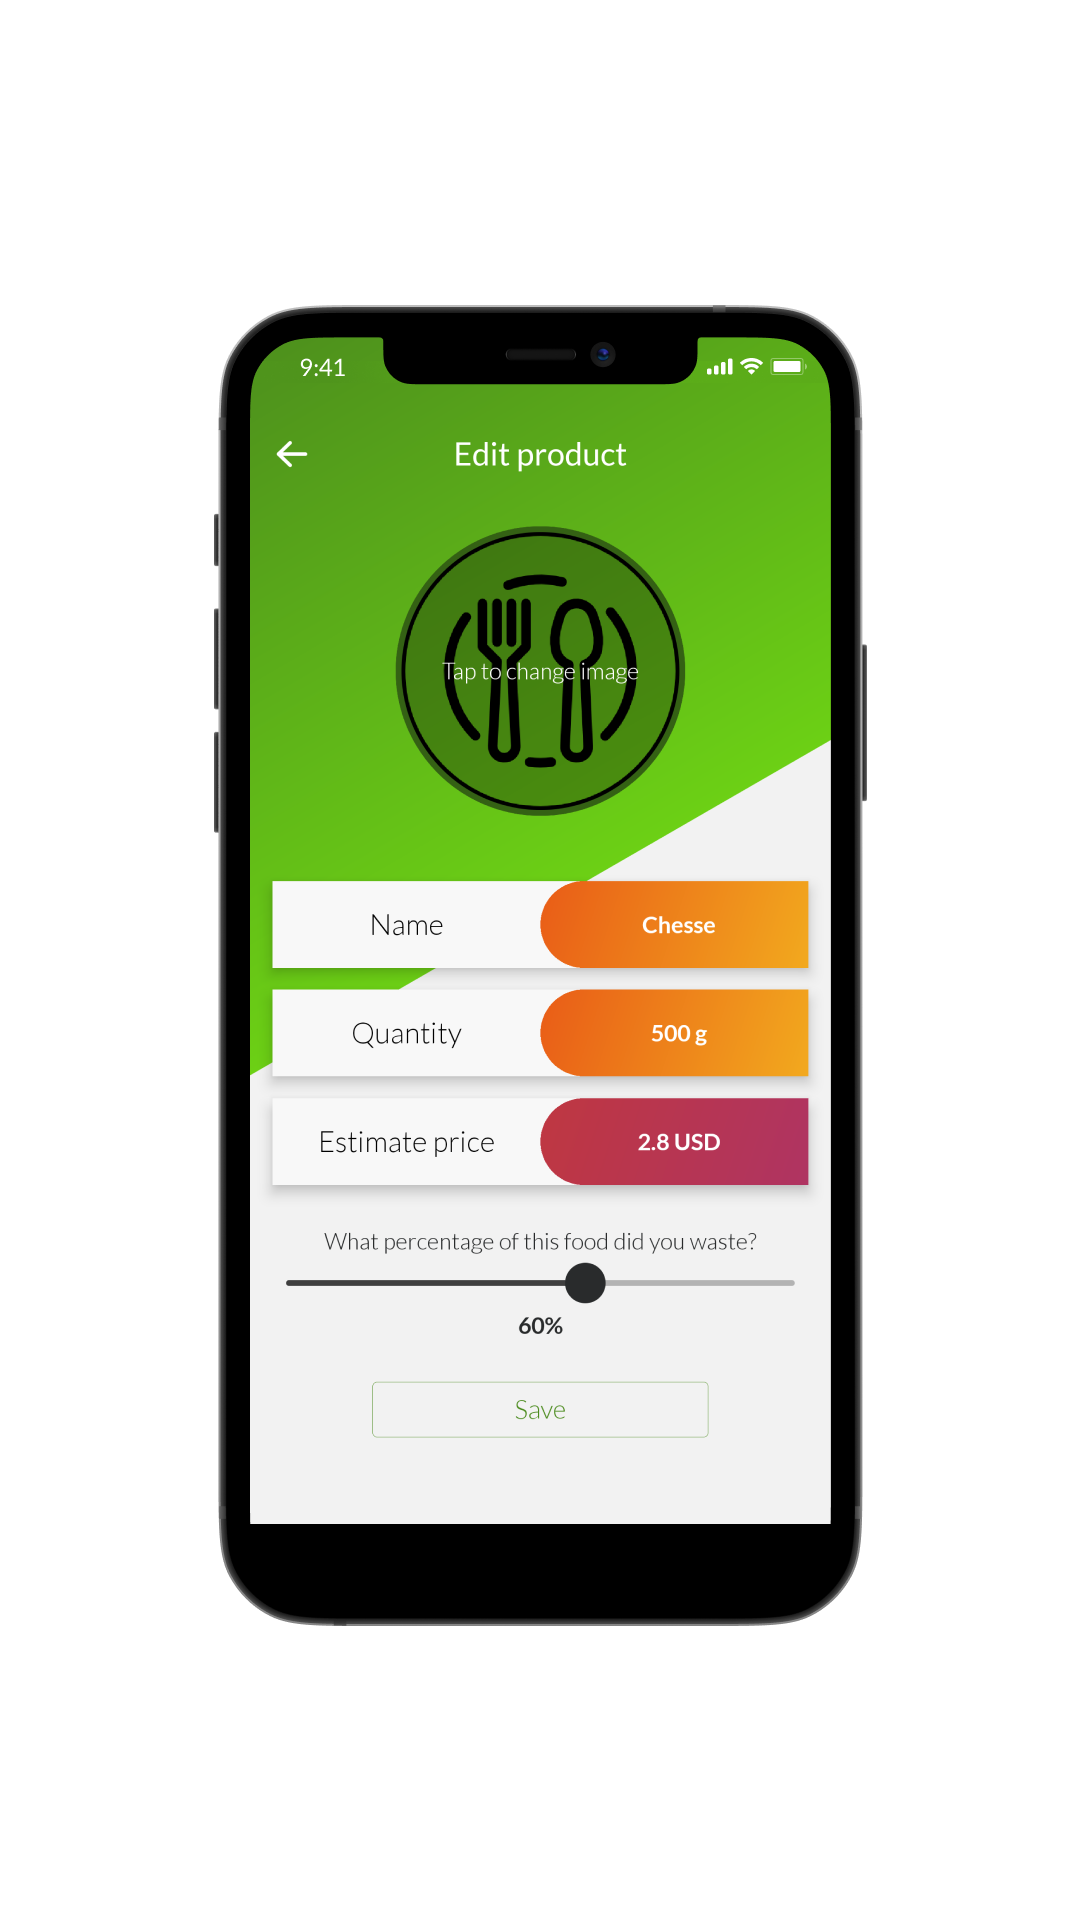 9:41
Edit product
Tap to change image
Name
Chesse
Quantity
500 g
Estimate price
2.8 USD
What percentage of this food did you waste?
60%
Save